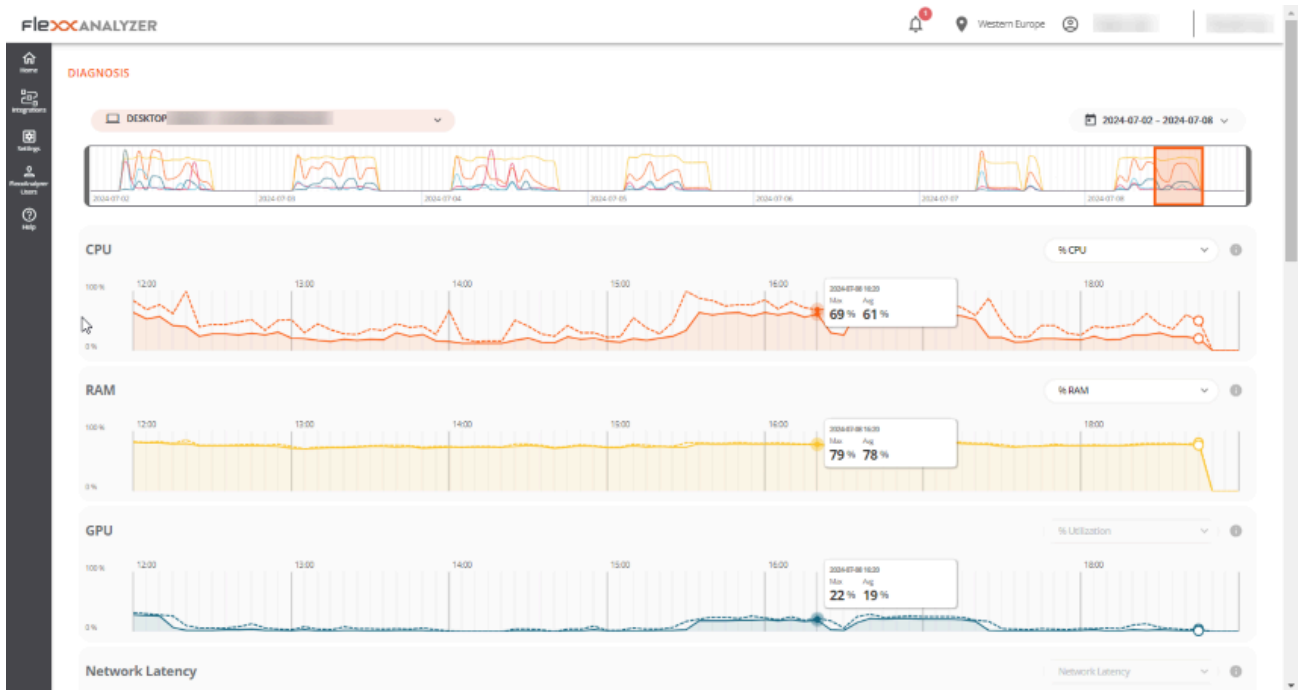 FlexxANALYZER
1
Western Europe
Home
Integrations
Settings
FlexxAnalyzer
Users
Help
DIAGNOSIS
DESKTOP
2024-07-02 - 2024-07-08
2024-07-02 2024-07-03 2024-07-04 2024-07-05 2024-07-06 2024-07-07 2024-07-08
CPU
% CPU
100 %
12:00 13:00 14:00 15:00 16:00 18:00
2024-07-08 16:20
Max Avg
69 % 61 %
0 %
RAM
% RAM
100 %
12:00 13:00 14:00 15:00 16:00 18:00
2024-07-08 16:20
Max Avg
79 % 78 %
0 %
GPU
% Utilization
100 %
12:00 13:00 14:00 15:00 16:00 18:00
2024-07-08 16:20
Max Avg
22 % 19 %
0 %
Network Latency
Network Latency